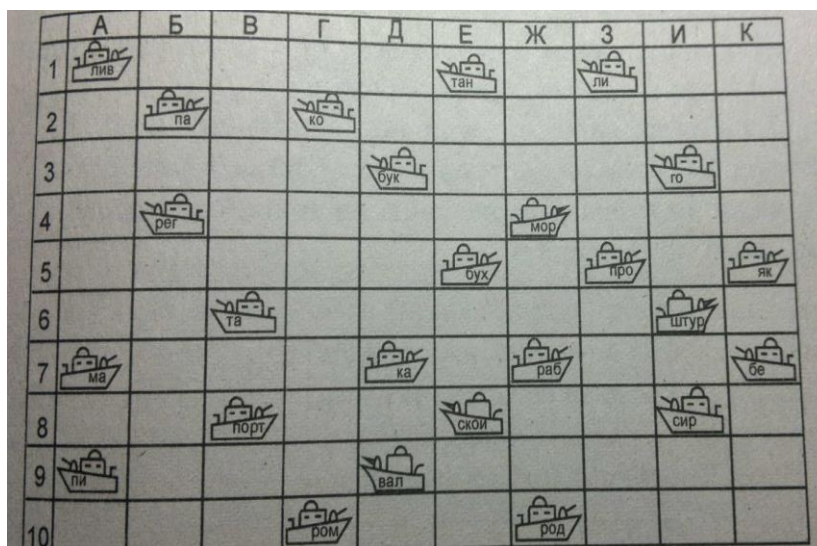 А Б В Г Д Е Ж З И К
1 лив тан ли
2 па ко
3 бук го
4 рег мор
5 бух про як
6 та штур
7 ма ка раб бе
8 порт ской сир
9 пи вал
10 ром род